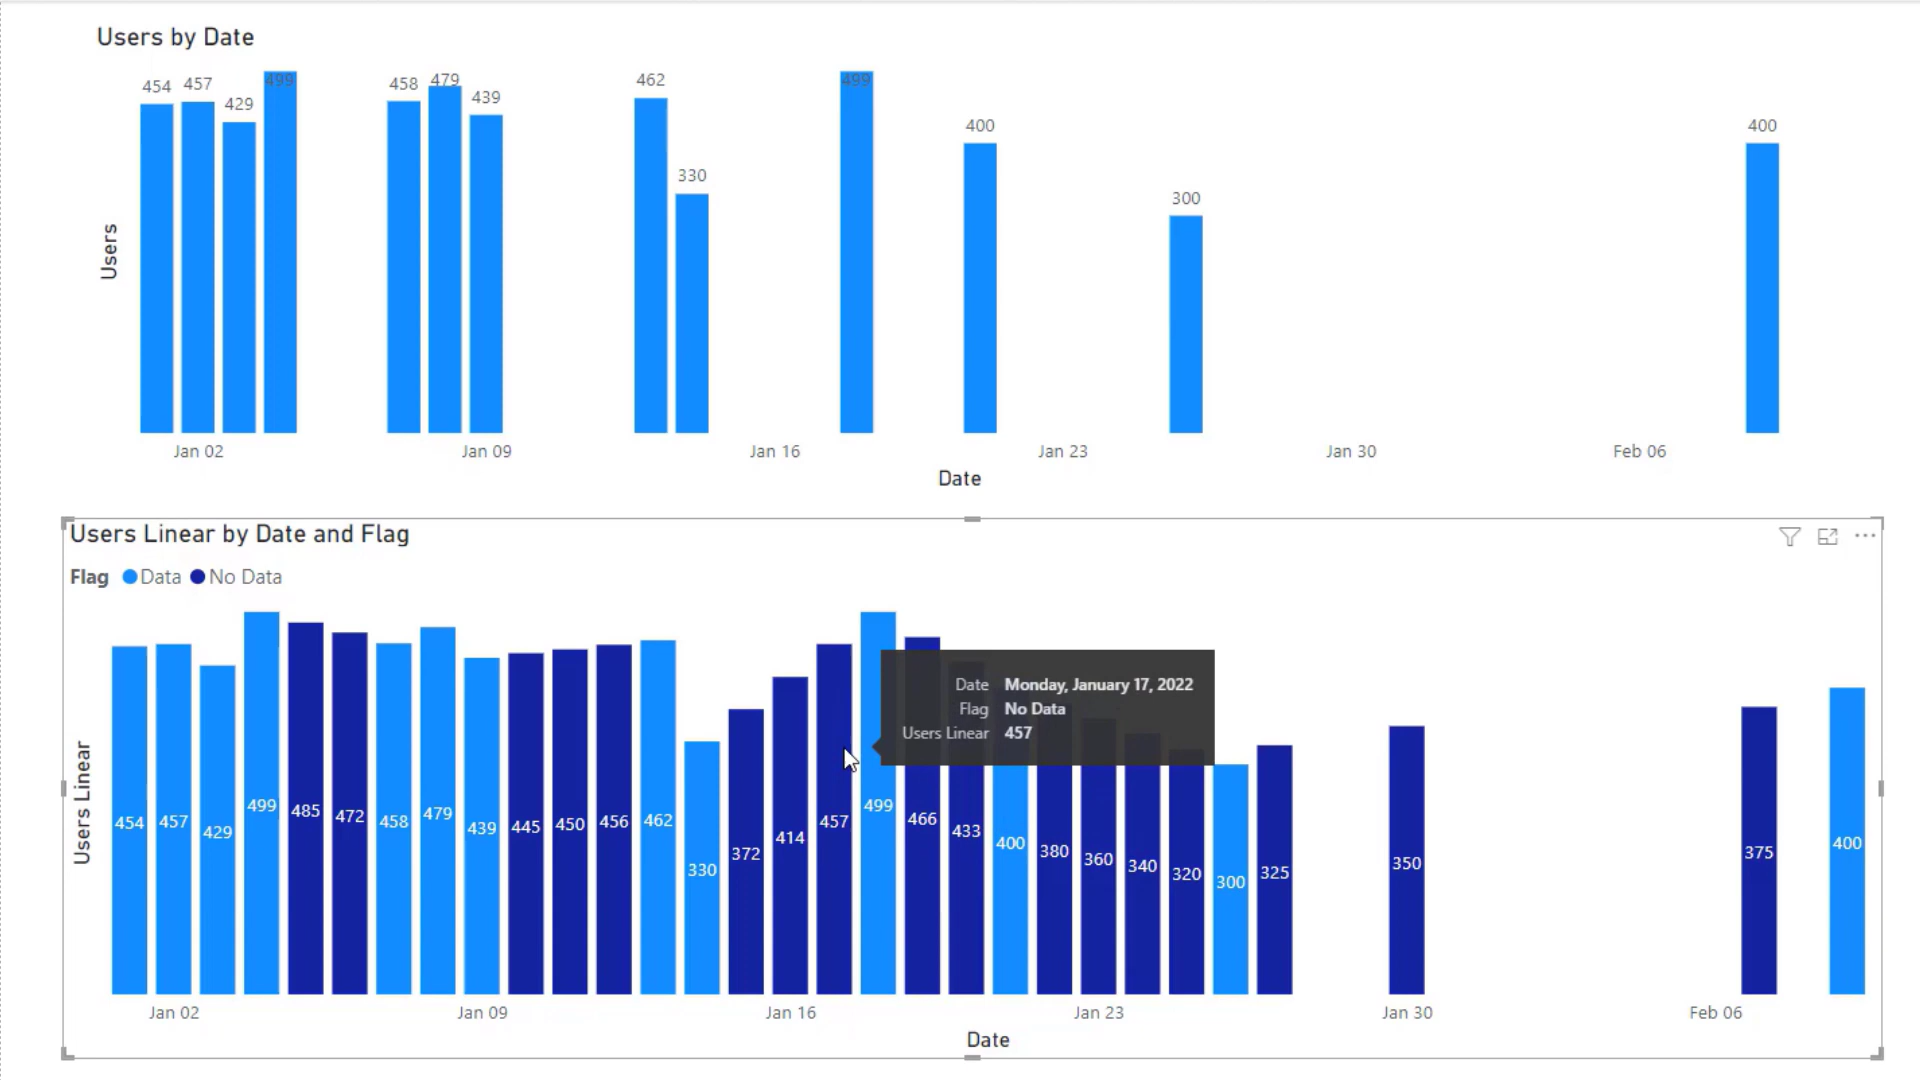 Users by Date
454 457 429 499 458 479 439 462 330 499 400 300 400
Users
Jan 02 Jan 09 Jan 16 Jan 23 Jan 30 Feb 06
Date
Users Linear by Date and Flag
Flag Data No Data
Date Monday, January 17, 2022
Flag No Data
Users Linear 457
Users Linear
454 457 429 499 485 472 458 479 439 445 450 456 462 330 372 414 457 499 466 433 400 380 360 340 320 300 325 350 375 400
Jan 02 Jan 09 Jan 16 Jan 23 Jan 30 Feb 06
Date